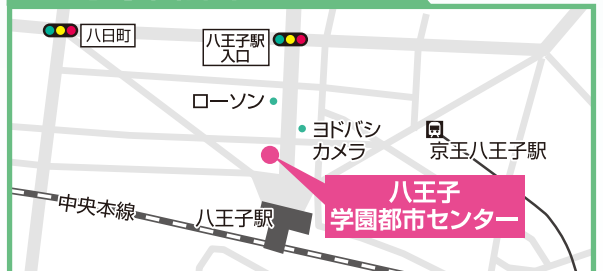 八日町
八王子駅
入口
ローソン
ヨドバシ
カメラ
京王八王子駅
八王子
学園都市センター
中央本線
八王子駅